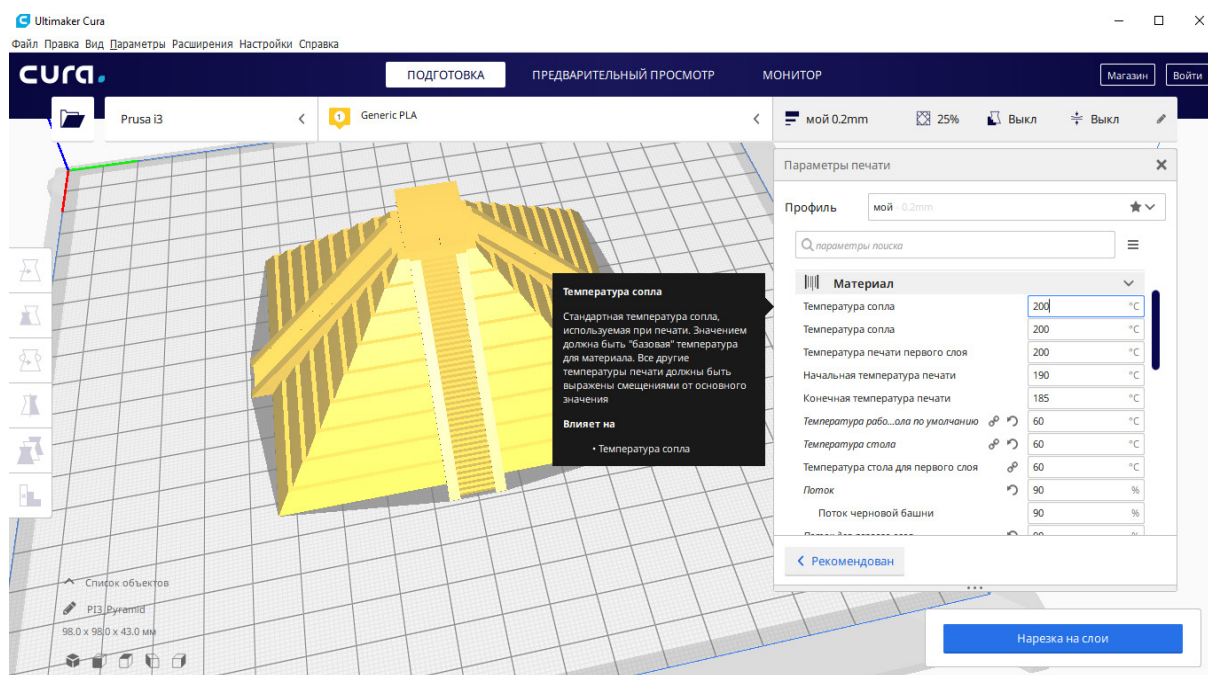 Ultimaker Cura
Файл Правка Вид Параметры Расширения Настройки Справка
cura.
ПОДГОТОВКА
ПРЕДВАРИТЕЛЬНЫЙ ПРОСМОТР
МОНИТОР
Магазин
Войти
Prusa i3
1
Generic PLA
мой 0.2mm
25%
Выкл
Выкл
Параметры печати
Профиль
мой - 0.2mm
параметры поиска
Материал
Температура сопла 200 °C
Температура сопла 200 °C
Температура печати первого слоя 200 °C
Начальная температура печати 190 °C
Конечная температура печати 185 °C
Температура рабо...ола по умолчанию 60 °C
Температура стола 60 °C
Температура стола для первого слоя 60 °C
Поток 90 %
Поток черновой башни 90 %
Рекомендован
Температура сопла
Стандартная температура сопла,
используемая при печати. Значением
должна быть "базовая" температура
для материала. Все другие
температуры печати должны быть
выражены смещениями от основного
значения
Влияет на
• Температура сопла
Список объектов
PI3_Pyramid
98.0 x 98.0 x 43.0 мм
Нарезка на слои